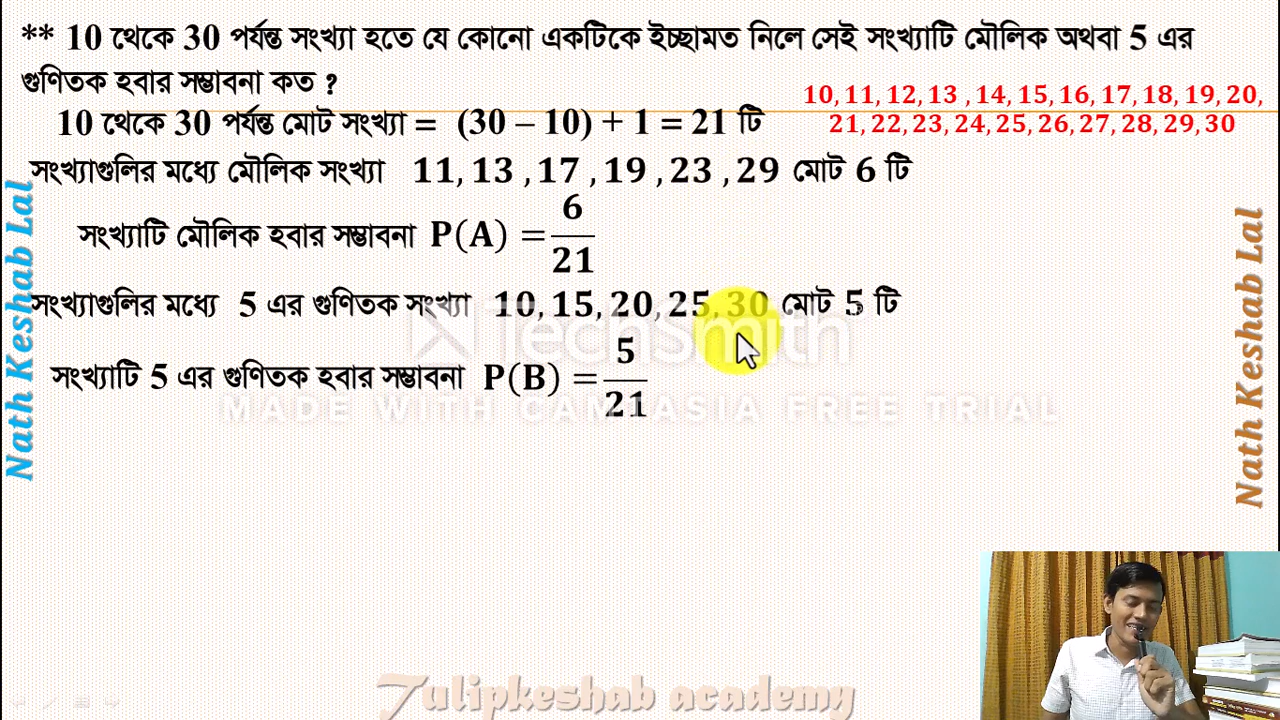 ** 10 থেকে 30 পর্যন্ত সংখ্যা হতে যে কোনো একটিকে ইচ্ছামত নিলে সেই সংখ্যাটি মৌলিক অথবা 5 এর
গুণিতক হবার সম্ভাবনা কত ?
10, 11, 12, 13 , 14, 15, 16, 17, 18, 19, 20,
21, 22, 23, 24, 25, 26, 27, 28, 29, 30
10 থেকে 30 পর্যন্ত মোট সংখ্যা = (30 – 10) + 1 = 21 টি
সংখ্যাগুলির মধ্যে মৌলিক সংখ্যা 11, 13 , 17 , 19 , 23 , 29 মোট 6 টি
সংখ্যাটি মৌলিক হবার সম্ভাবনা P(A) = 6/21
সংখ্যাগুলির মধ্যে 5 এর গুণিতক সংখ্যা 10, 15, 20, 25, 30 মোট 5 টি
সংখ্যাটি 5 এর গুণিতক হবার সম্ভাবনা P(B) = 5/21
TechSmith
MADE WITH CAMTASIA FREE TRIAL
Nath Keshab Lal
Nath Keshab Lal
Tulipkeshab academy